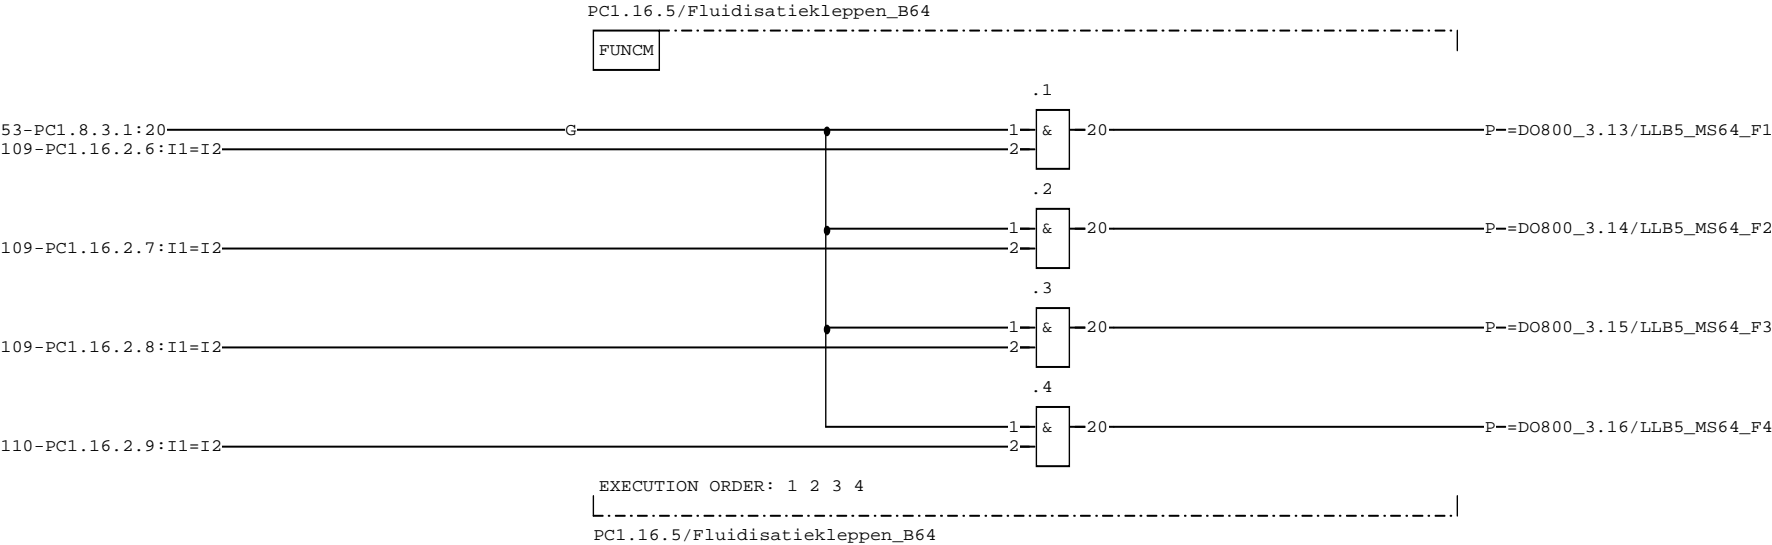 PC1.16.5/Fluidisatiekleppen_B64
FUNCM
.1
53-PC1.8.3.1:20 G 1 & 20 P-=DO800_3.13/LLB5_MS64_F1
109-PC1.16.2.6:I1=I2 2
.2
1 & 20 P-=DO800_3.14/LLB5_MS64_F2
109-PC1.16.2.7:I1=I2 2
.3
1 & 20 P-=DO800_3.15/LLB5_MS64_F3
109-PC1.16.2.8:I1=I2 2
.4
1 & 20 P-=DO800_3.16/LLB5_MS64_F4
110-PC1.16.2.9:I1=I2 2
EXECUTION ORDER: 1 2 3 4
PC1.16.5/Fluidisatiekleppen_B64